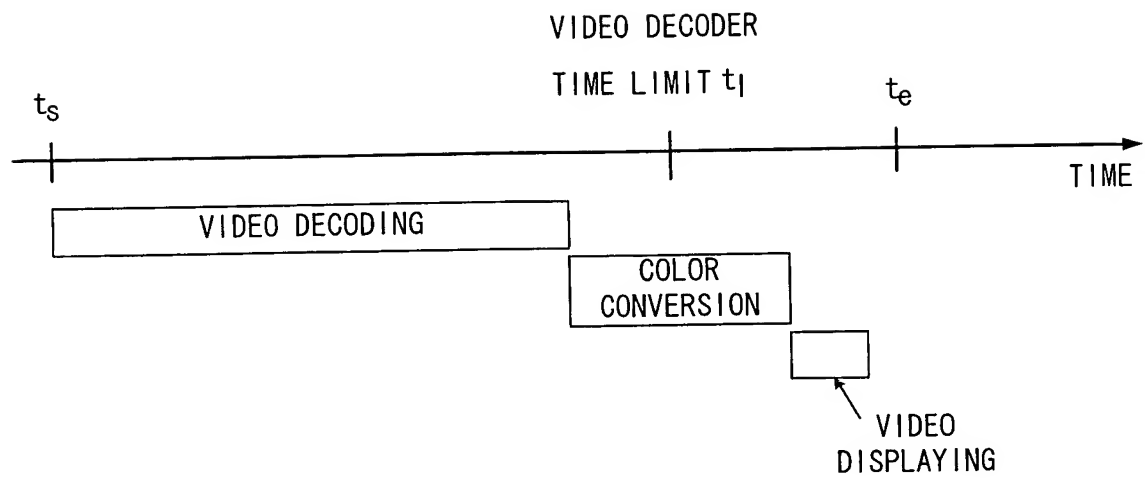 VIDEO DECODER
TIME LIMIT tl
ts
te
TIME
VIDEO DECODING
COLOR
CONVERSION
VIDEO
DISPLAYING